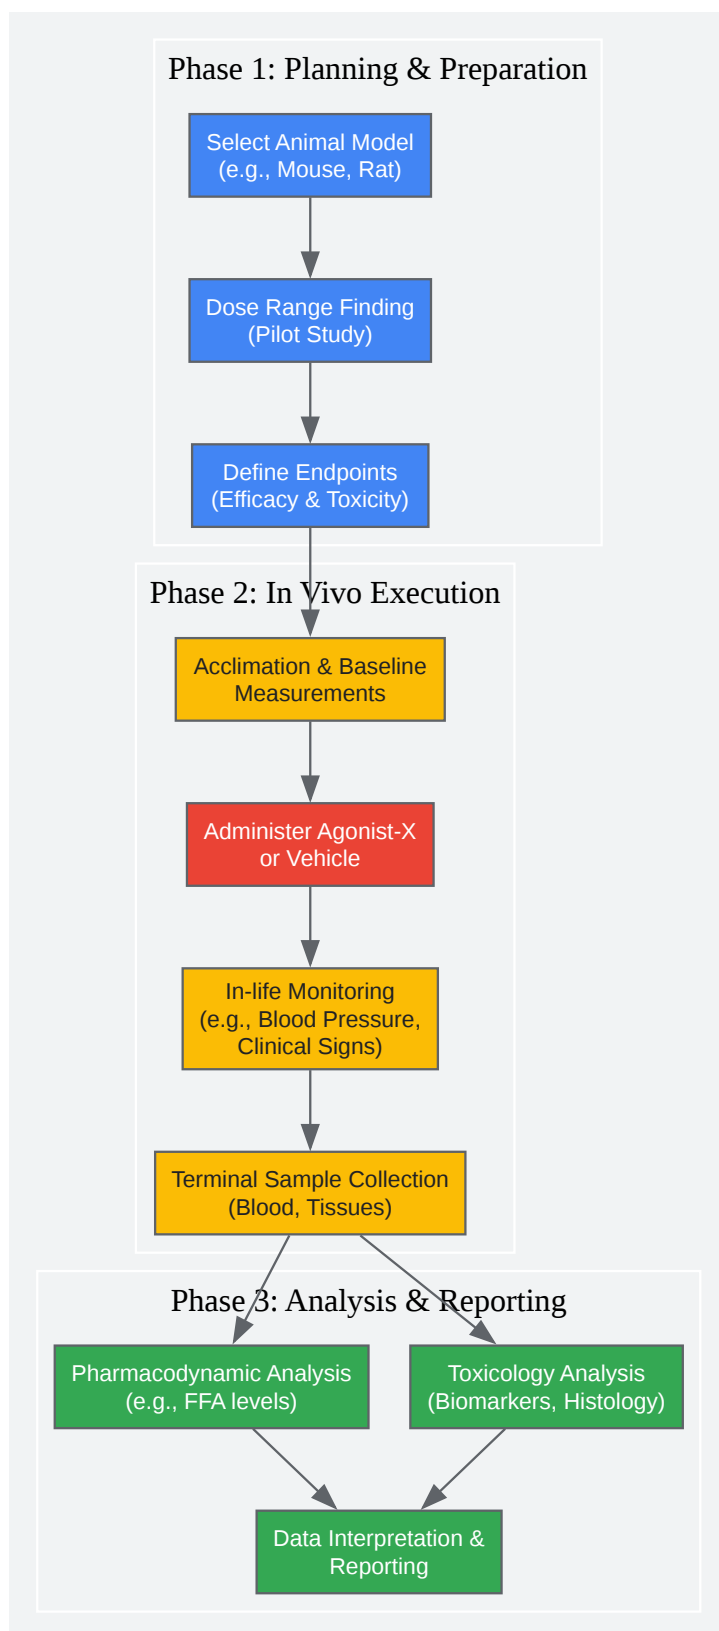 Phase 1: Planning & Preparation
Select Animal Model
(e.g., Mouse, Rat)
Dose Range Finding
(Pilot Study)
Define Endpoints
(Efficacy & Toxicity)
Phase 2: In Vivo Execution
Acclimation & Baseline
Measurements
Administer Agonist-X
or Vehicle
In-life Monitoring
(e.g., Blood Pressure,
Clinical Signs)
Terminal Sample Collection
(Blood, Tissues)
Phase 3: Analysis & Reporting
Pharmacodynamic Analysis
(e.g., FFA levels)
Toxicology Analysis
(Biomarkers, Histology)
Data Interpretation &
Reporting